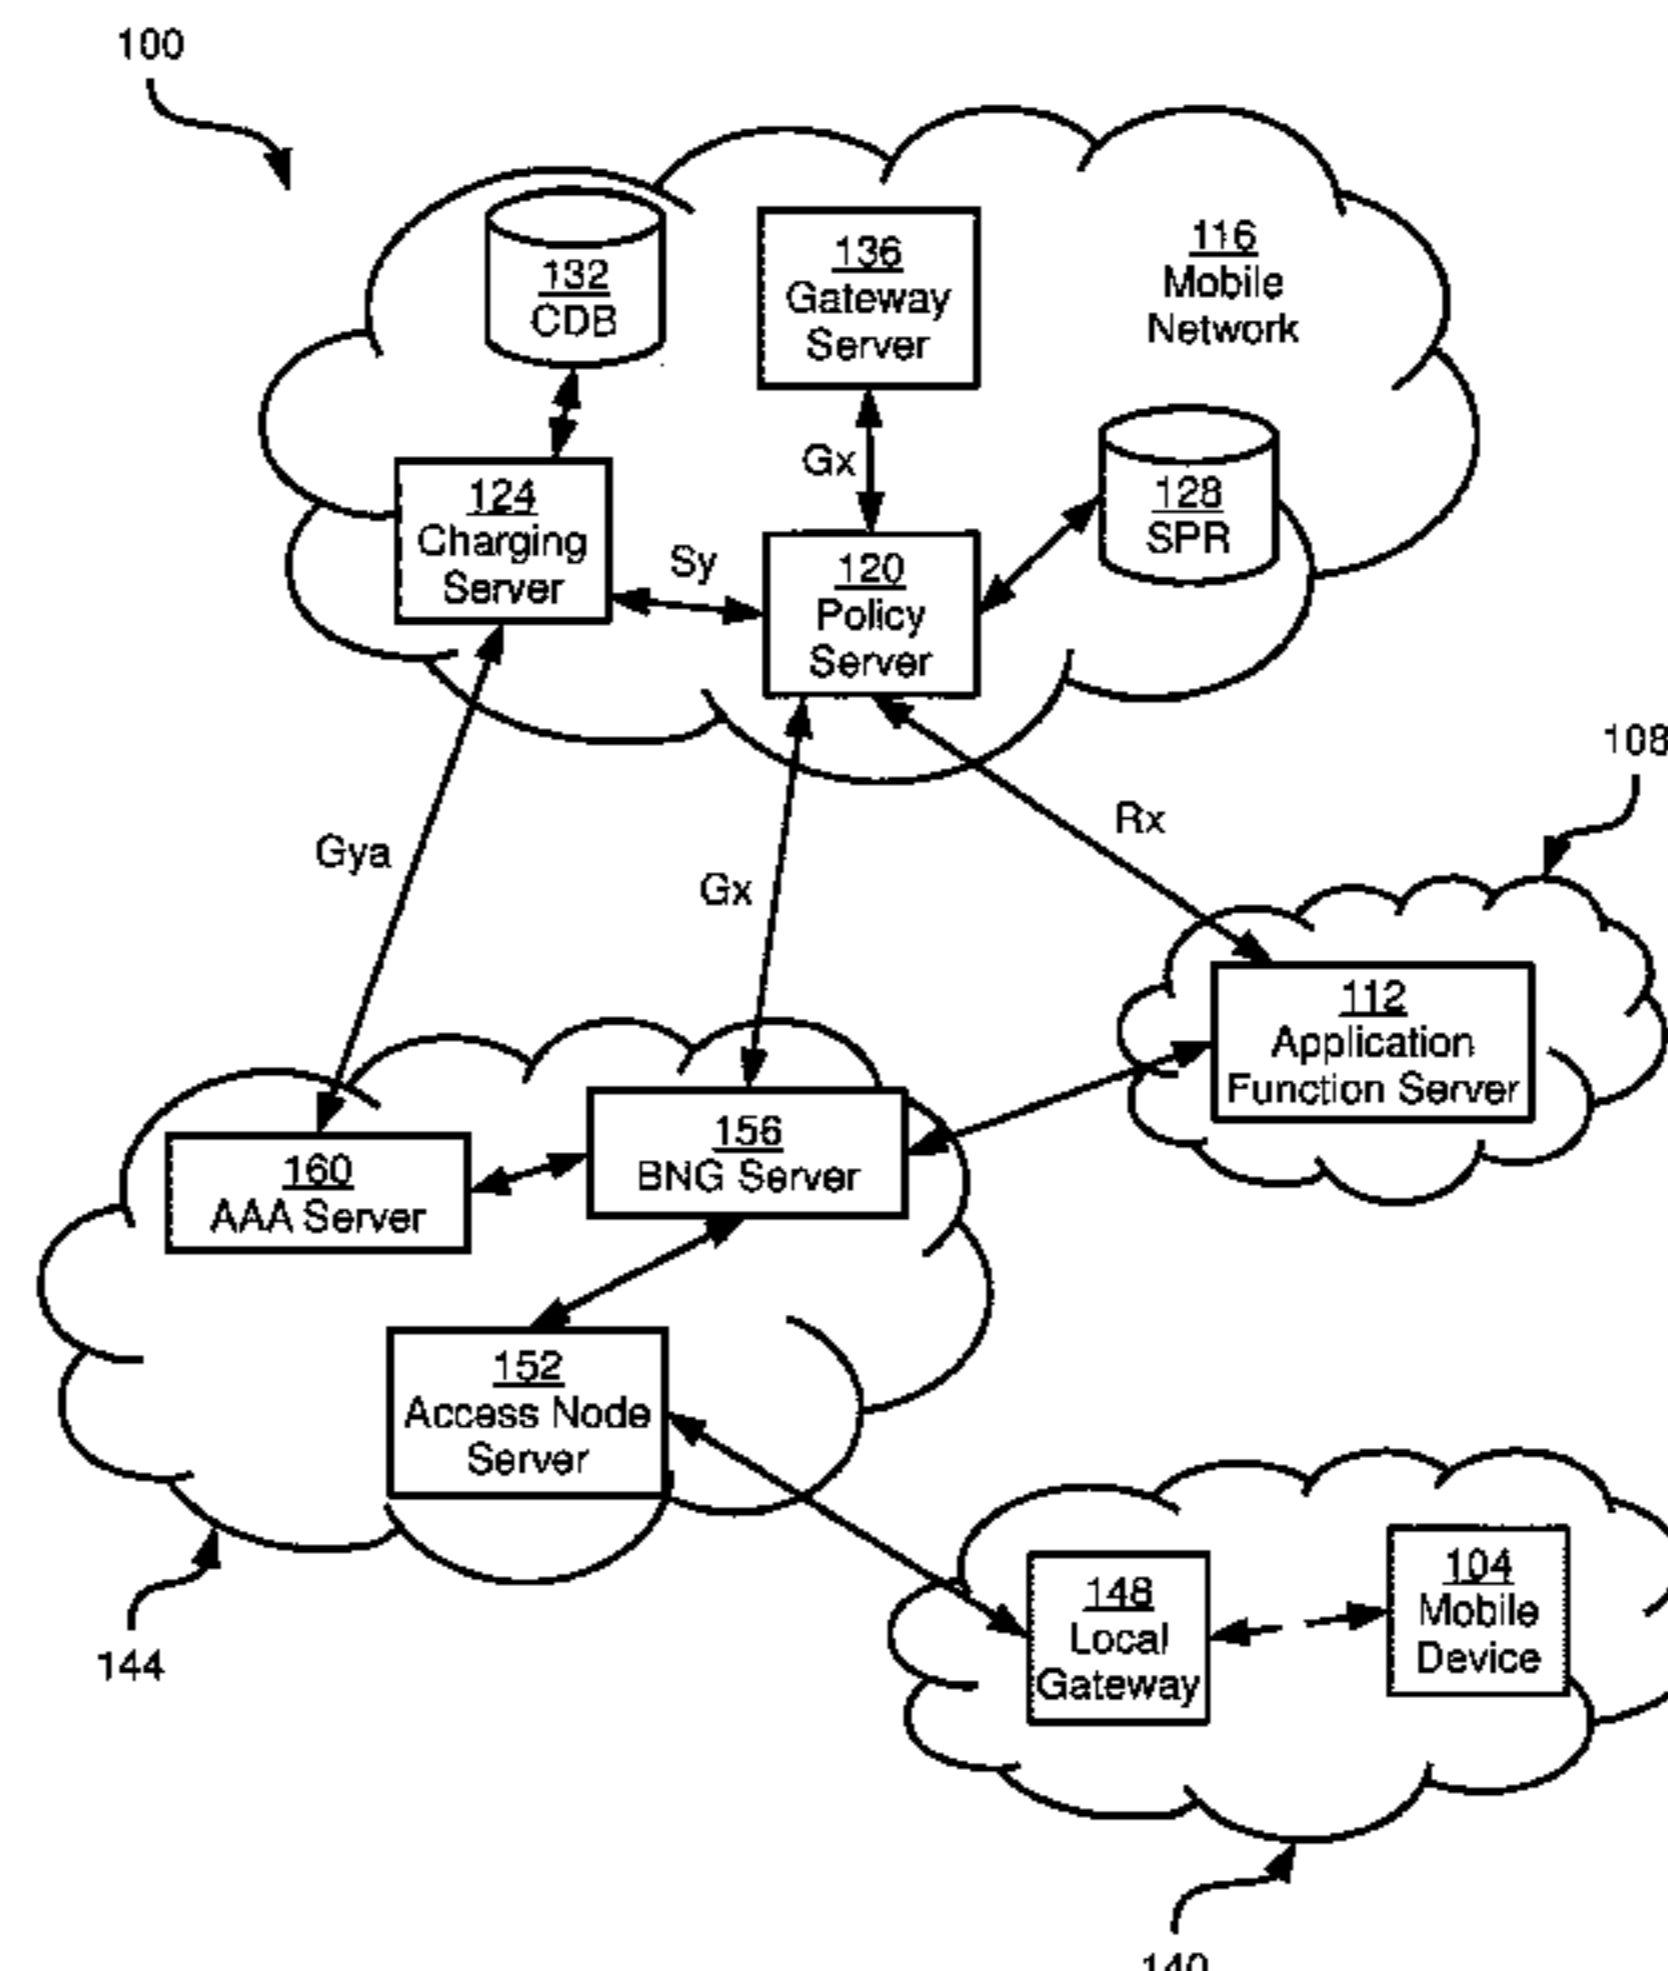 100
132
CDB
136
Gateway
Server
116
Mobile
Network
Gx
128
SPR
124
Charging
Server
Sy
120
Policy
Server
108
Rx
Gya
Gx
112
Application
Function Server
156
BNG Server
160
AAA Server
152
Access Node
Server
104
Mobile
Device
148
Local
Gateway
144
140